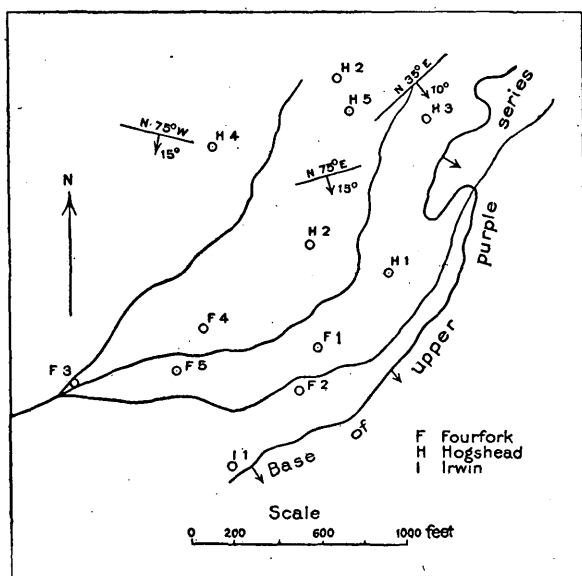 H 2
N 35° E
10°
H 5
H 3
series
N 75° W
15°
H 4
N 75° E
15°
N
purple
H 2
H 1
F 4
F 1
upper
F 3
F 5
F 2
f
F Fourfork
H Hogshead
I Irwin
I 1
Base
Scale
0 200 600 1000 feet